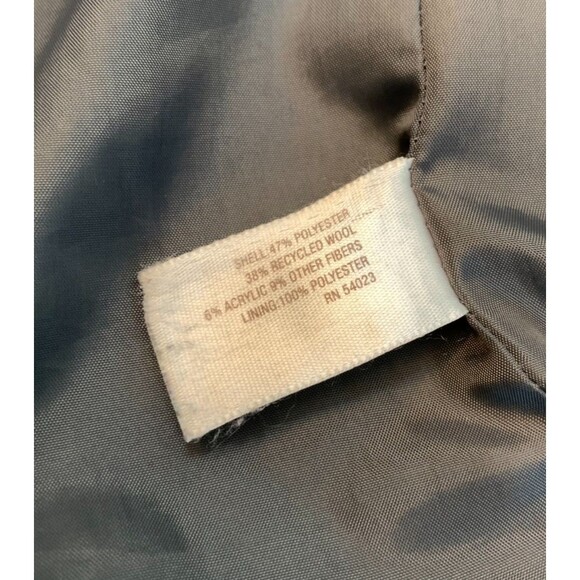 SHELL:47% POLYESTER
38% RECYCLED WOOL
6% ACRYLIC 9% OTHER FIBERS
LINING:100% POLYESTER
RN 54023